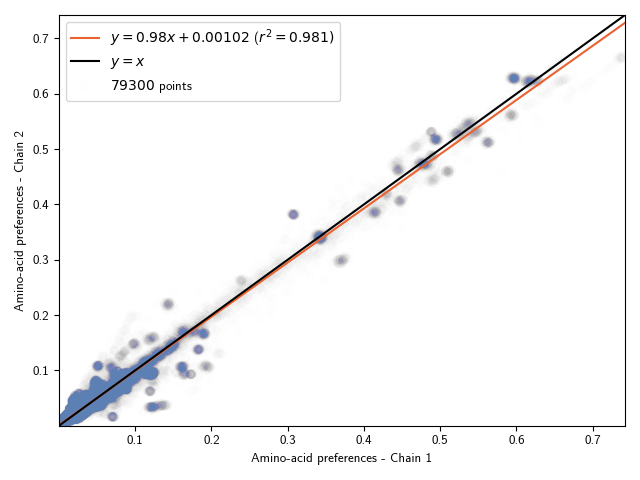 y = 0.98x + 0.00102 (r² = 0.981)
y = x
79300 points
Amino-acid preferences - Chain 2
0.7
0.6
0.5
0.4
0.3
0.2
0.1
0.1 0.2 0.3 0.4 0.5 0.6 0.7
Amino-acid preferences - Chain 1